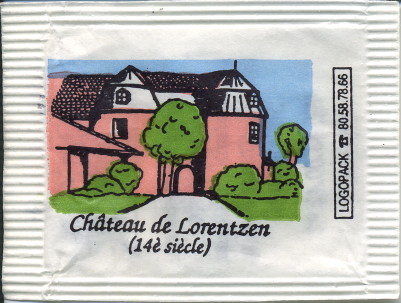 Château de Lorentzen
(14è siècle)
LOGOPACK ☎ 80.58.78.66